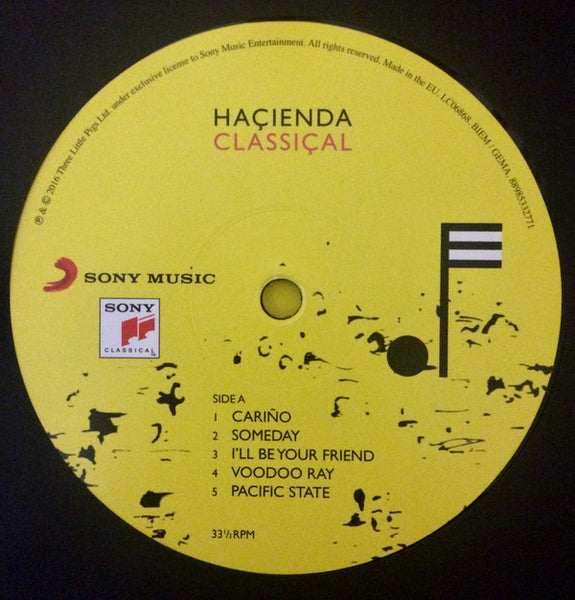 ℗ & © 2016 Three Little Pigs Ltd. under exclusive license to Sony Music Entertainment. All rights reserved. Made in the EU. LC06868. BIEM / GEMA. 88985332771
HAÇIENDA
CLASSIÇAL
SONY MUSIC
SONY
CLASSICAL
SIDE A
1 CARIÑO
2 SOMEDAY
3 I'LL BE YOUR FRIEND
4 VOODOO RAY
5 PACIFIC STATE
33⅓ RPM